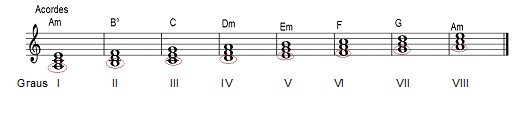 Acordes
Am B° C Dm Em F G Am
Graus I II III IV V VI VII VIII